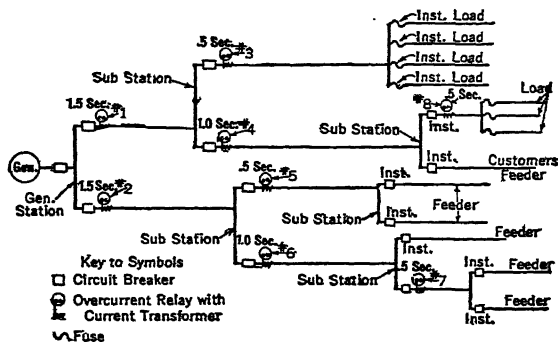 .5 Sec. *3
Inst. Load
Inst. Load
Inst. Load
Inst. Load
Sub Station
1.5 Sec. *1
1.0 Sec. *4
*8 .5 Sec.
Load
Sub Station
Inst.
Gen.
Inst.
Customers
Feeder
Gen.
Station
1.5 Sec. *2
.5 Sec. *5
Inst.
Feeder
Sub Station
Inst.
Sub Station
1.0 Sec. *6
Feeder
Inst.
Key to Symbols
Circuit Breaker
Overcurrent Relay with
Current Transformer
Fuse
Sub Station
.5 Sec. *7
Inst.
Feeder
Inst.
Feeder